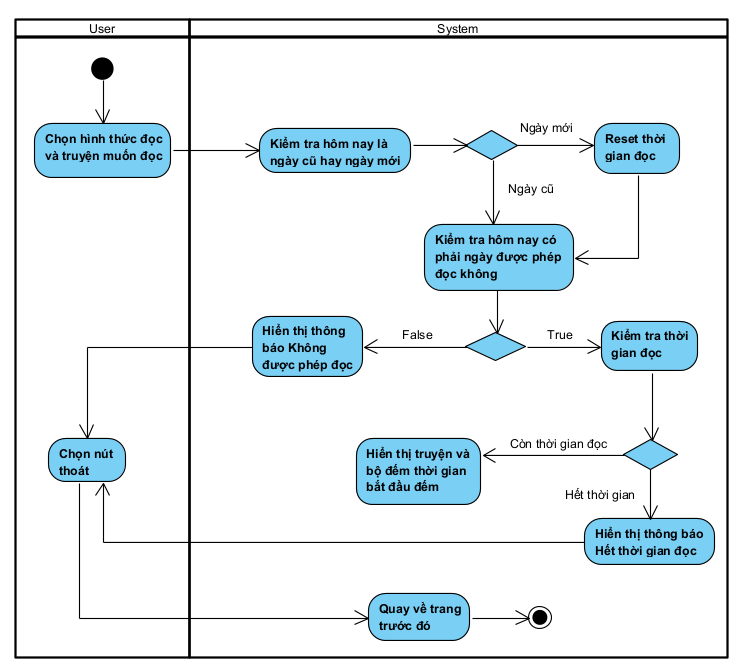 User
System
Chọn hình thức đọc
và truyện muốn đọc
Kiểm tra hôm nay là
ngày cũ hay ngày mới
Ngày mới
Reset thời
gian đọc
Ngày cũ
Kiểm tra hôm nay có
phải ngày được phép
đọc không
Hiển thị thông
báo Không
được phép đọc
False
True
Kiểm tra thời
gian đọc
Chọn nút
thoát
Hiển thị truyện và
bộ đếm thời gian
bắt đầu đếm
Còn thời gian đọc
Hết thời gian
Hiển thị thông báo
Hết thời gian đọc
Quay về trang
trước đó